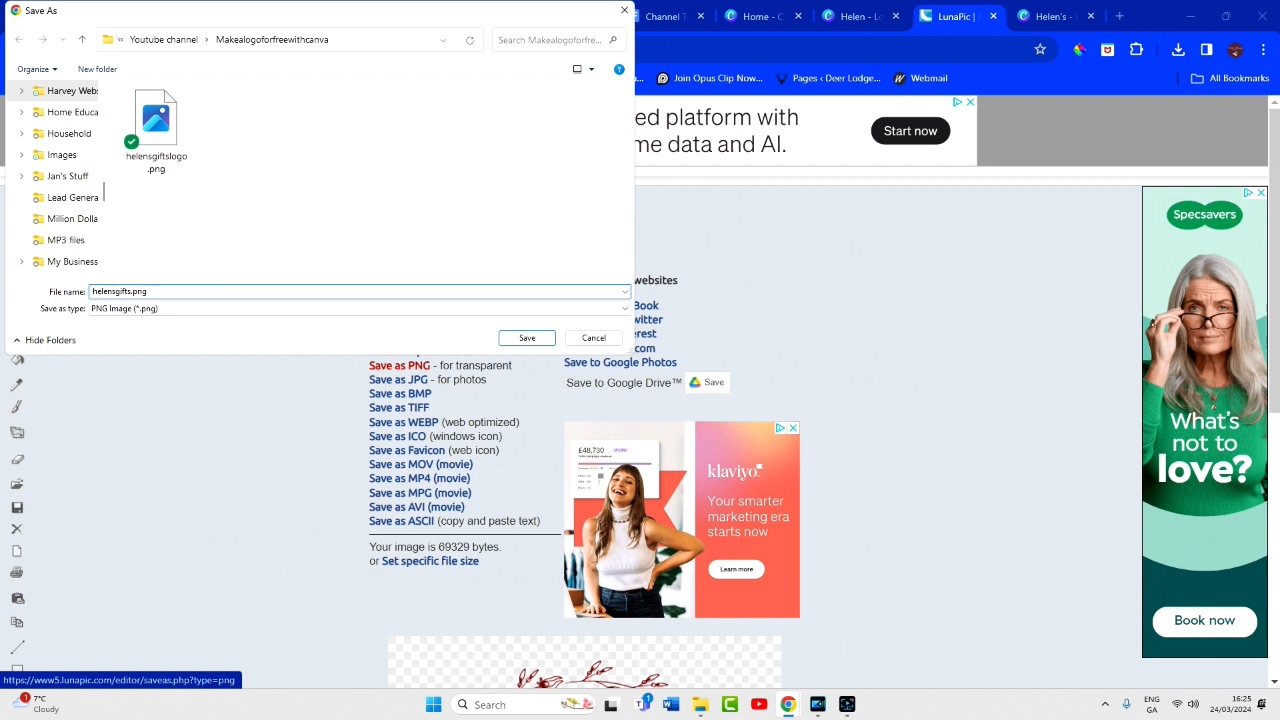 Save As
« Youtube channel › Makealogoforfreewithcanva
Search Makealogoforfre...
Organize
New folder
Harvey Webs
Home Educa
Household
Images
Jan's Stuff
Lead Genera
Million Dolla
MP3 files
My Business
helensgiftslogo
.png
File name: helensgifts.png
Save as type: PNG Image (*.png)
Hide Folders
Save
Cancel
Channel con
Helen -
LunaPic |
Helen's -
Join Opus Clip Now...
Pages ‹ Deer Lodge...
Webmail
All Bookmarks
ed platform with
me data and AI.
Start now
websites
Book
witter
erest
com
Save to Google Photos
Save to Google Drive™
Save
Save as PNG - for transparent
Save as JPG - for photos
Save as BMP
Save as TIFF
Save as WEBP (web optimized)
Save as ICO (windows icon)
Save as Favicon (web icon)
Save as MOV (movie)
Save as MP4 (movie)
Save as MPG (movie)
Save as AVI (movie)
Save as ASCII (copy and paste text)
Your image is 69329 bytes.
or Set specific file size
£48,730
klaviyo
Your smarter
marketing era
starts now
Learn more
Specsavers
What's
not to
love?
Book now
https://www5.lunapic.com/editor/saveas.php?type=png
1
7°C
Cloudy
Search
1
ENG
GA
16:25
24/03/2024